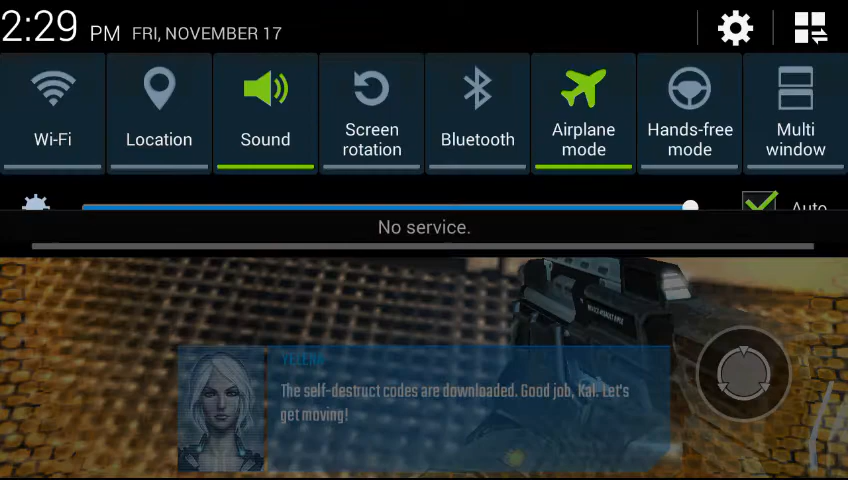 2:29 PM FRI, NOVEMBER 17
Wi-Fi
Location
Sound
Screen
rotation
Bluetooth
Airplane
mode
Hands-free
mode
Multi
window
Auto
No service.
YELENA
The self-destruct codes are downloaded. Good job, Kal. Let's
get moving!